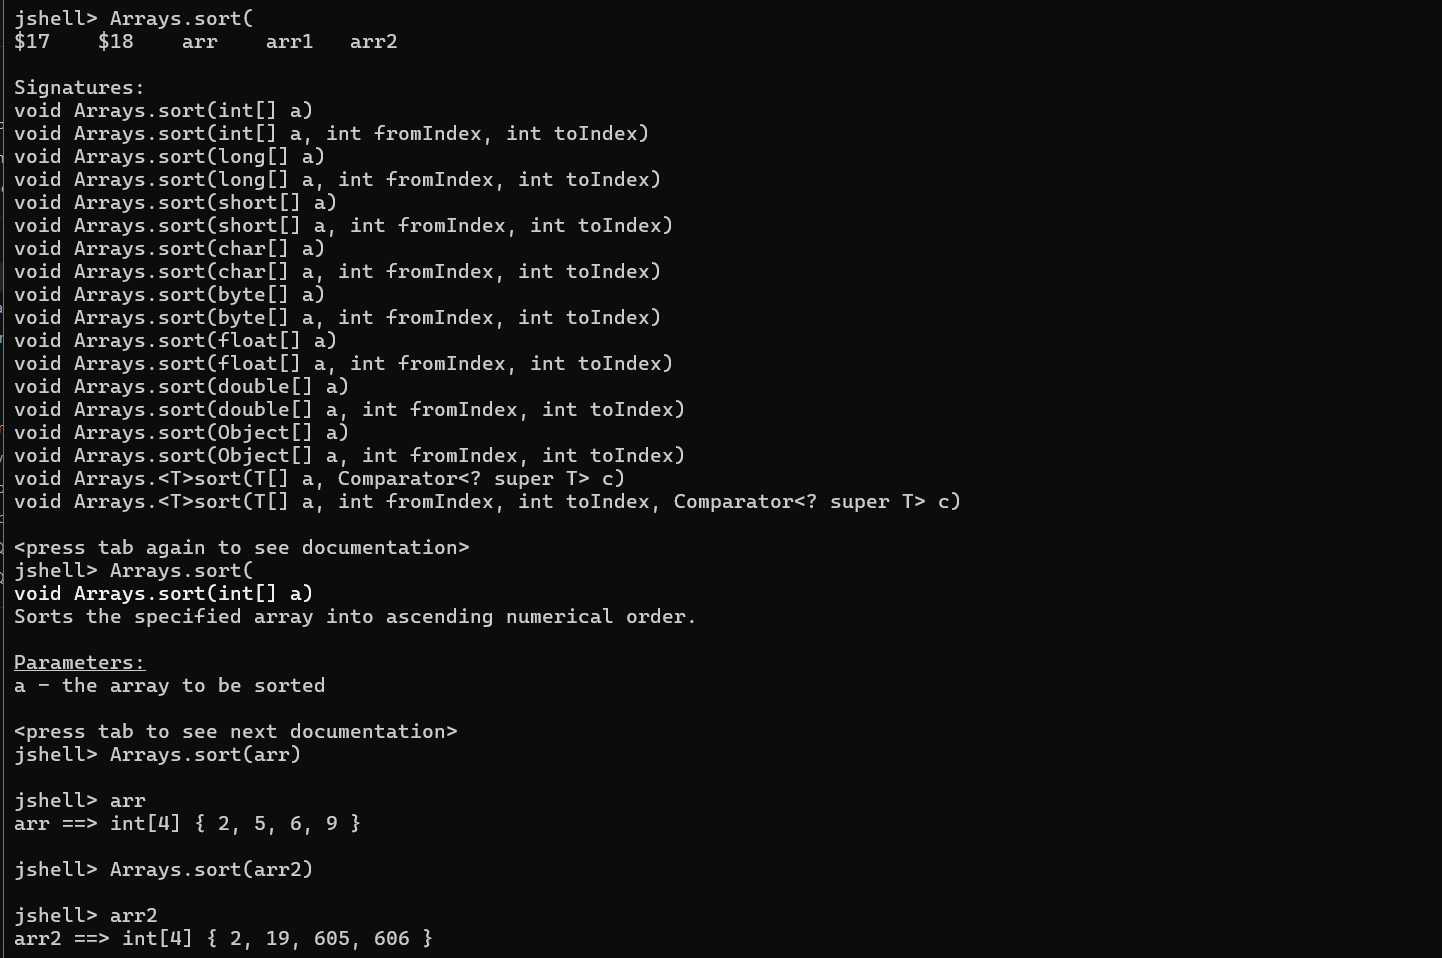 jshell> Arrays.sort(
$17    $18    arr    arr1   arr2
Signatures:
void Arrays.sort(int[] a)
void Arrays.sort(int[] a, int fromIndex, int toIndex)
void Arrays.sort(long[] a)
void Arrays.sort(long[] a, int fromIndex, int toIndex)
void Arrays.sort(short[] a)
void Arrays.sort(short[] a, int fromIndex, int toIndex)
void Arrays.sort(char[] a)
void Arrays.sort(char[] a, int fromIndex, int toIndex)
void Arrays.sort(byte[] a)
void Arrays.sort(byte[] a, int fromIndex, int toIndex)
void Arrays.sort(float[] a)
void Arrays.sort(float[] a, int fromIndex, int toIndex)
void Arrays.sort(double[] a)
void Arrays.sort(double[] a, int fromIndex, int toIndex)
void Arrays.sort(Object[] a)
void Arrays.sort(Object[] a, int fromIndex, int toIndex)
void Arrays.<T>sort(T[] a, Comparator<? super T> c)
void Arrays.<T>sort(T[] a, int fromIndex, int toIndex, Comparator<? super T> c)
<press tab again to see documentation>
jshell> Arrays.sort(
void Arrays.sort(int[] a)
Sorts the specified array into ascending numerical order.
Parameters:
a - the array to be sorted
<press tab to see next documentation>
jshell> Arrays.sort(arr)
jshell> arr
arr ==> int[4] { 2, 5, 6, 9 }
jshell> Arrays.sort(arr2)
jshell> arr2
arr2 ==> int[4] { 2, 19, 605, 606 }